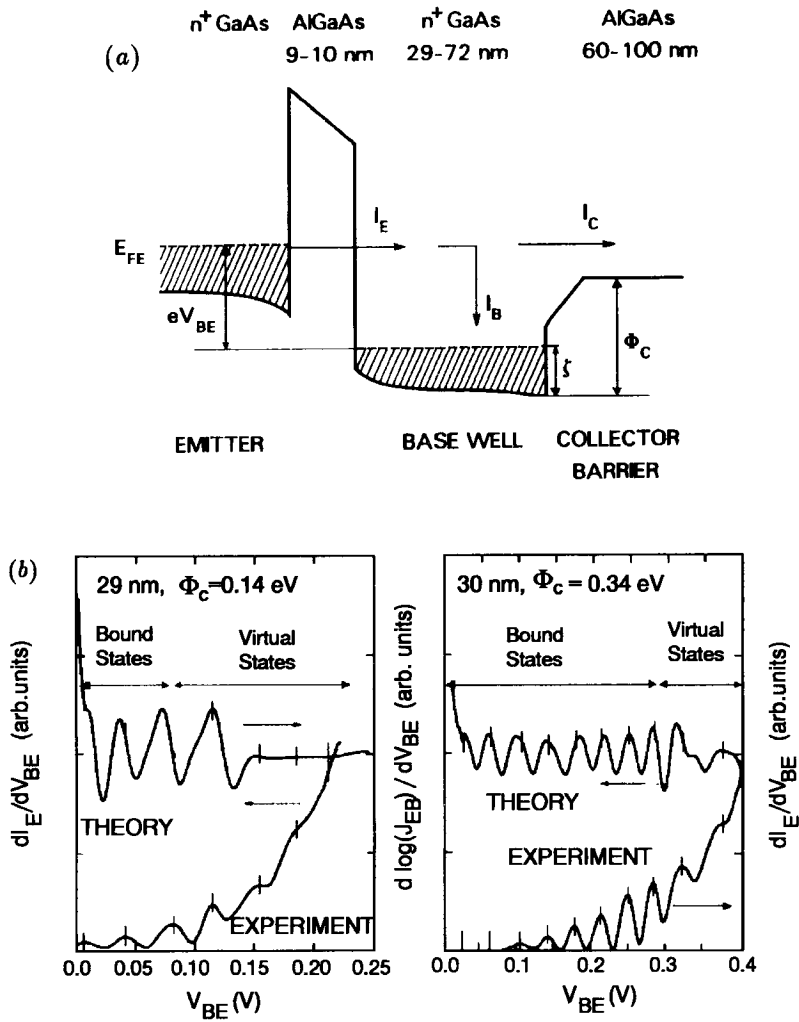 n+ GaAs AlGaAs n+ GaAs AlGaAs
(a) 9-10 nm 29-72 nm 60-100 nm
I_E I_C
E_FE
I_B
eV_BE
Φ_C
ζ
EMITTER BASE WELL COLLECTOR
BARRIER
(b)
29 nm, Φ_c=0.14 eV
Bound States
Virtual States
THEORY
EXPERIMENT
dI_E/dV_BE (arb.units)
d log(J_EB) / dV_BE (arb. units)
0.0 0.05 0.10 0.15 0.20 0.25
V_BE (V)
30 nm, Φ_c = 0.34 eV
Bound States
Virtual States
THEORY
EXPERIMENT
dI_E/dV_BE (arb.units)
0.0 0.1 0.2 0.3 0.4
V_BE (V)